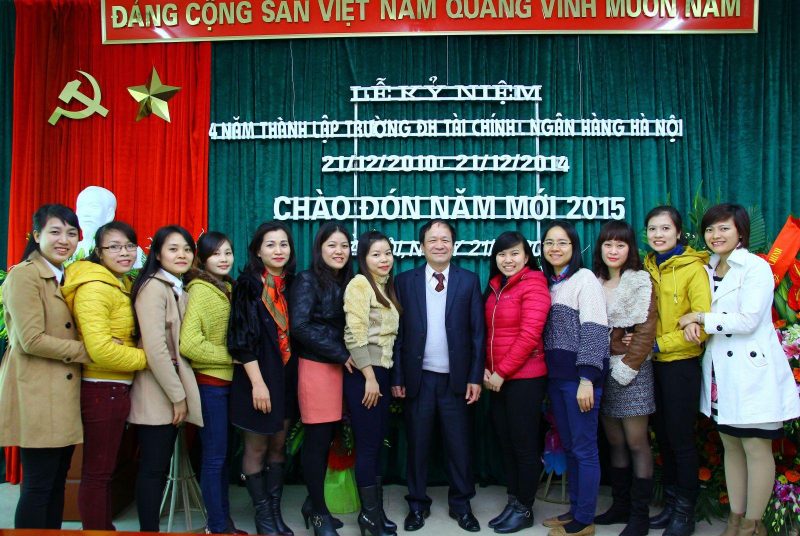 ĐẢNG CỘNG SẢN VIỆT NAM QUANG VINH MUÔN NĂM
LỄ KỶ NIỆM
4 NĂM THÀNH LẬP TRƯỜNG ĐH TÀI CHÍNH - NGÂN HÀNG HÀ NỘI
21/12/2010 - 21/12/2014
CHÀO ĐÓN NĂM MỚI 2015